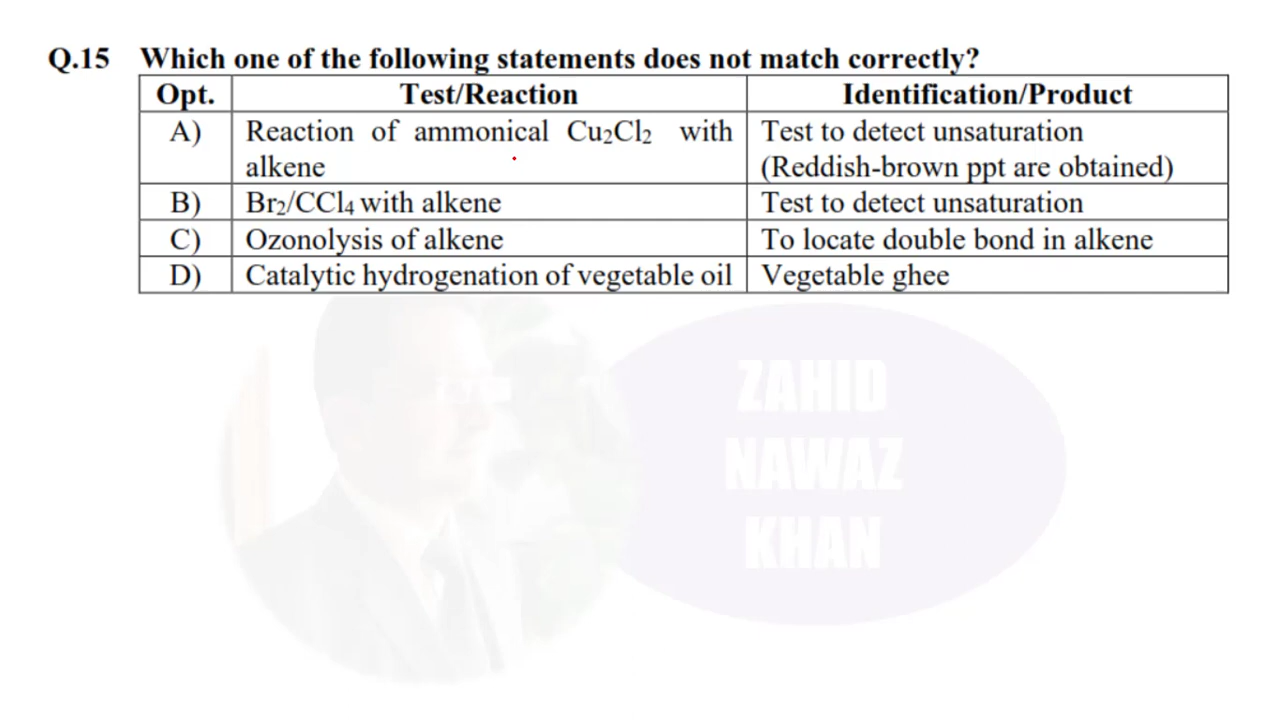 Q.15 Which one of the following statements does not match correctly?
Opt. Test/Reaction Identification/Product
A) Reaction of ammonical Cu₂Cl₂ with Test to detect unsaturation
alkene (Reddish-brown ppt are obtained)
B) Br₂/CCl₄ with alkene Test to detect unsaturation
C) Ozonolysis of alkene To locate double bond in alkene
D) Catalytic hydrogenation of vegetable oil Vegetable ghee
ZAHID
NAWAZ
KHAN